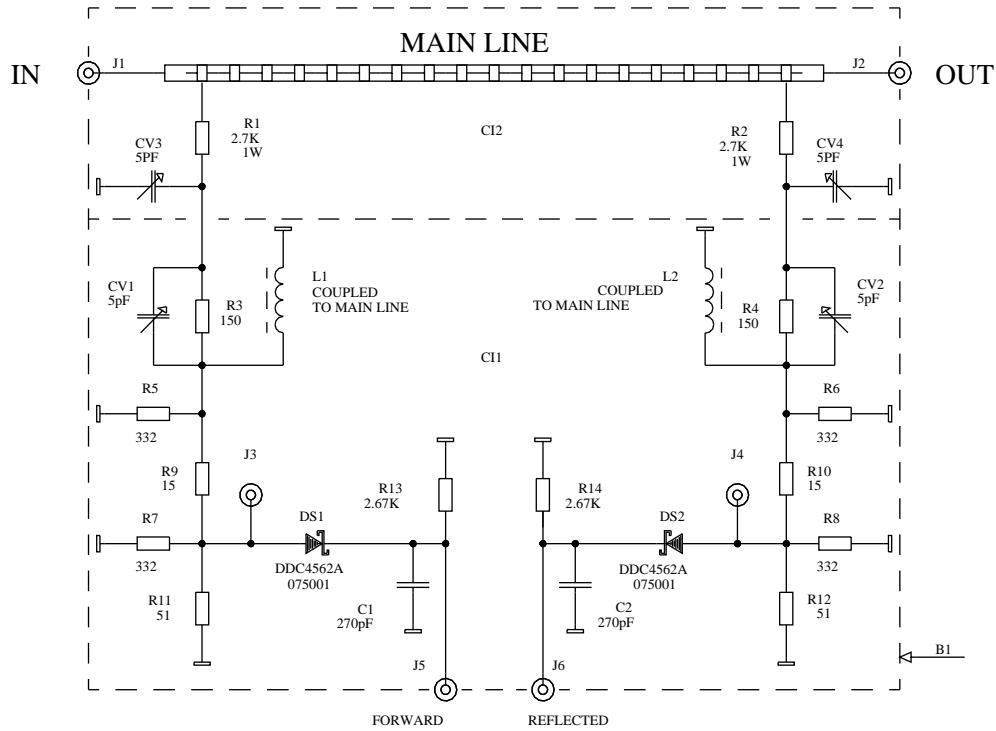 MAIN LINE
IN
J1
J2
OUT
R1
2.7K
1W
CI2
R2
2.7K
1W
CV3
5PF
CV4
5PF
CV1
5pF
R3
150
L1
COUPLED
TO MAIN LINE
L2
COUPLED
TO MAIN LINE
R4
150
CV2
5pF
CI1
R5
332
R6
332
R9
15
J3
R13
2.67K
R14
2.67K
J4
R10
15
R7
332
DS1
DDC4562A
075001
DS2
DDC4562A
075001
R8
332
R11
51
C1
270pF
C2
270pF
R12
51
J5
J6
B1
FORWARD
REFLECTED